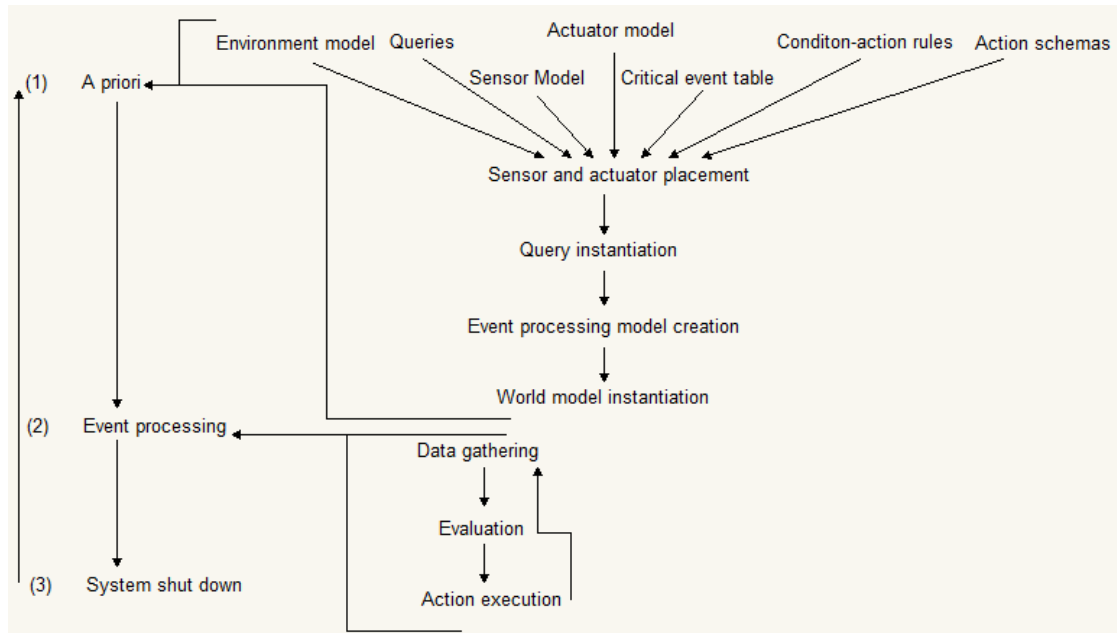 Environment model
Queries
Actuator model
Conditon-action rules
Action schemas
(1) A priori
Sensor Model
Critical event table
Sensor and actuator placement
Query instantiation
Event processing model creation
World model instantiation
(2) Event processing
Data gathering
Evaluation
(3) System shut down
Action execution